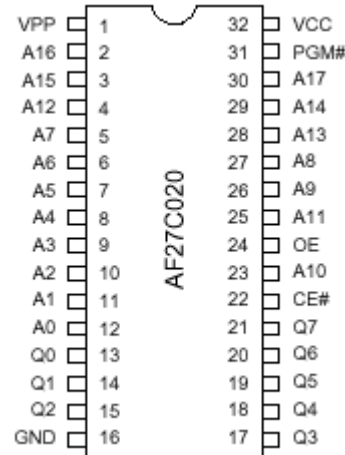 VPP 1 32 VCC
A16 2 31 PGM#
A15 3 30 A17
A12 4 29 A14
A7 5 28 A13
A6 6 27 A8
A5 7 26 A9
A4 8 25 A11
A3 9 24 OE
A2 10 23 A10
A1 11 22 CE#
A0 12 21 Q7
Q0 13 20 Q6
Q1 14 19 Q5
Q2 15 18 Q4
GND 16 17 Q3
AF27C020